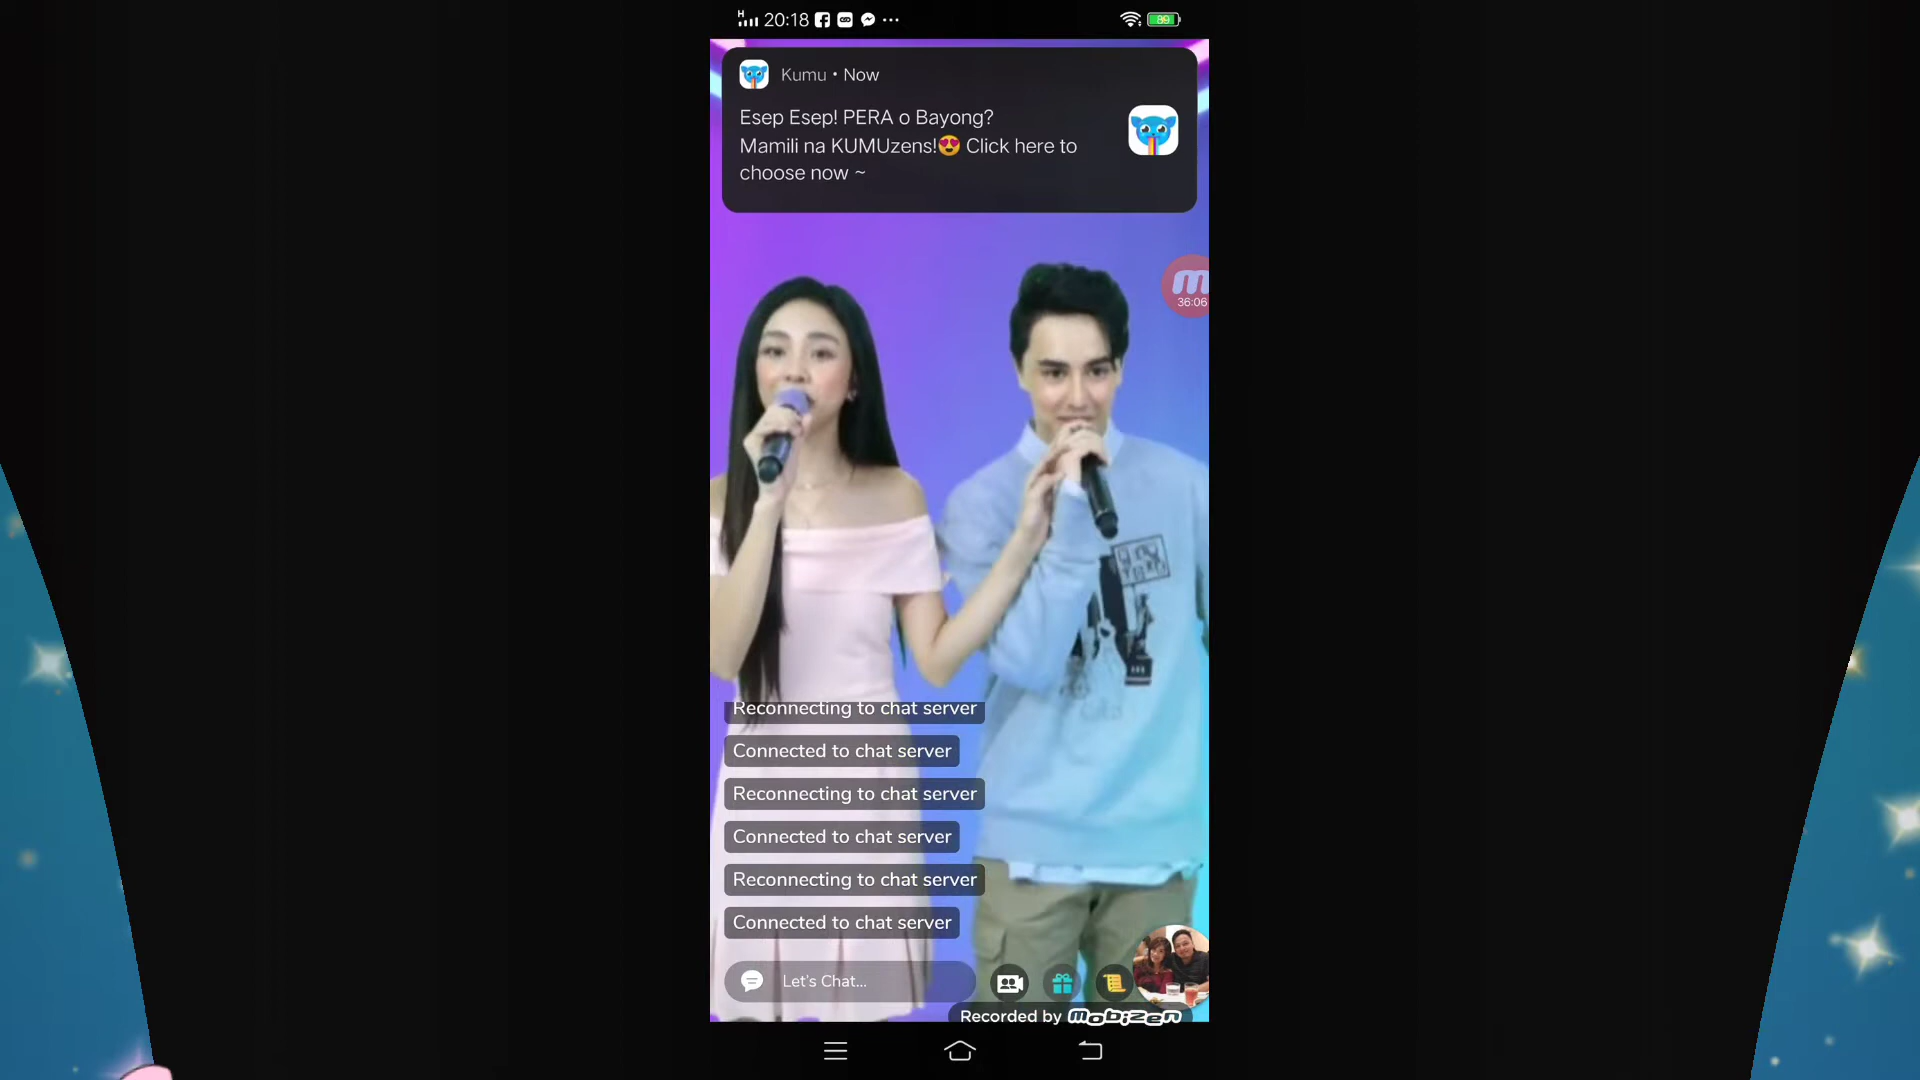 H 20:18
89
Kumu • Now
Esep Esep! PERA o Bayong?
Mamili na KUMUzens!😍 Click here to
choose now ~
36:06
Reconnecting to chat server
Connected to chat server
Reconnecting to chat server
Connected to chat server
Reconnecting to chat server
Connected to chat server
Let's Chat...
Recorded by mobizen